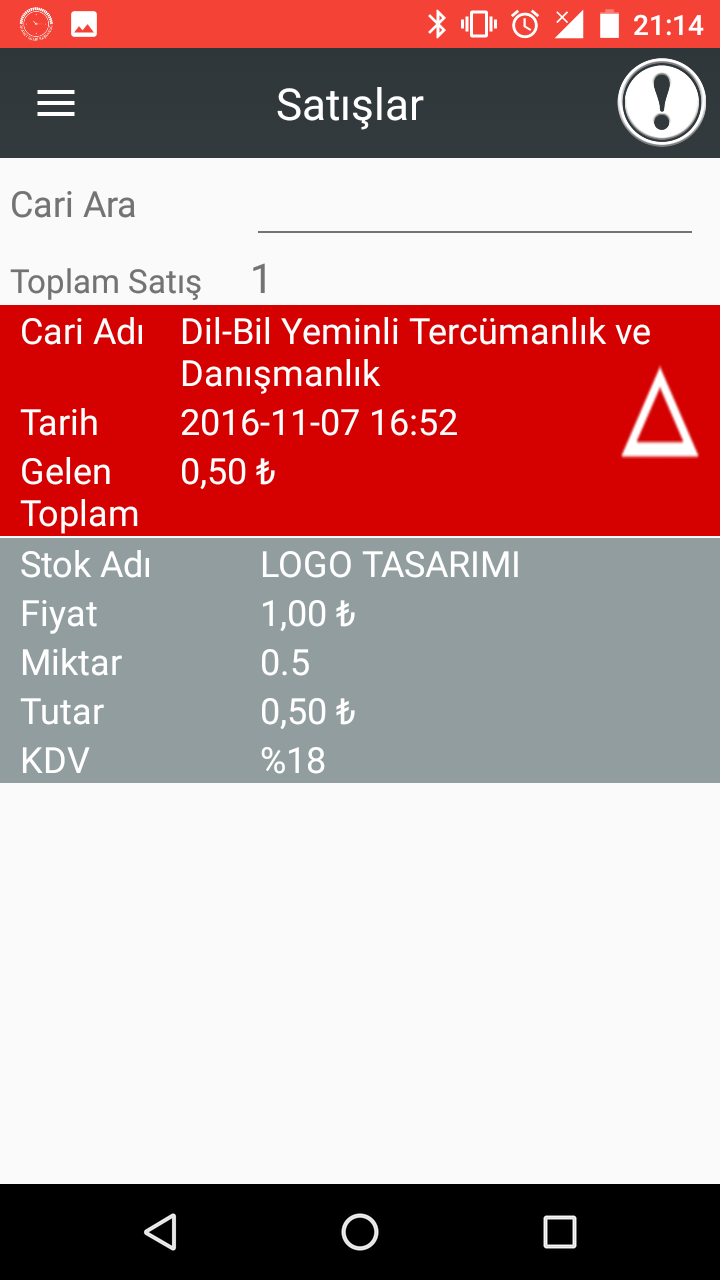 21:14
Satışlar
Cari Ara
Toplam Satış 1
Cari Adı Dil-Bil Yeminli Tercümanlık ve
Danışmanlık
Tarih 2016-11-07 16:52
Gelen 0,50 ₺
Toplam
Stok Adı LOGO TASARIMI
Fiyat 1,00 ₺
Miktar 0.5
Tutar 0,50 ₺
KDV %18